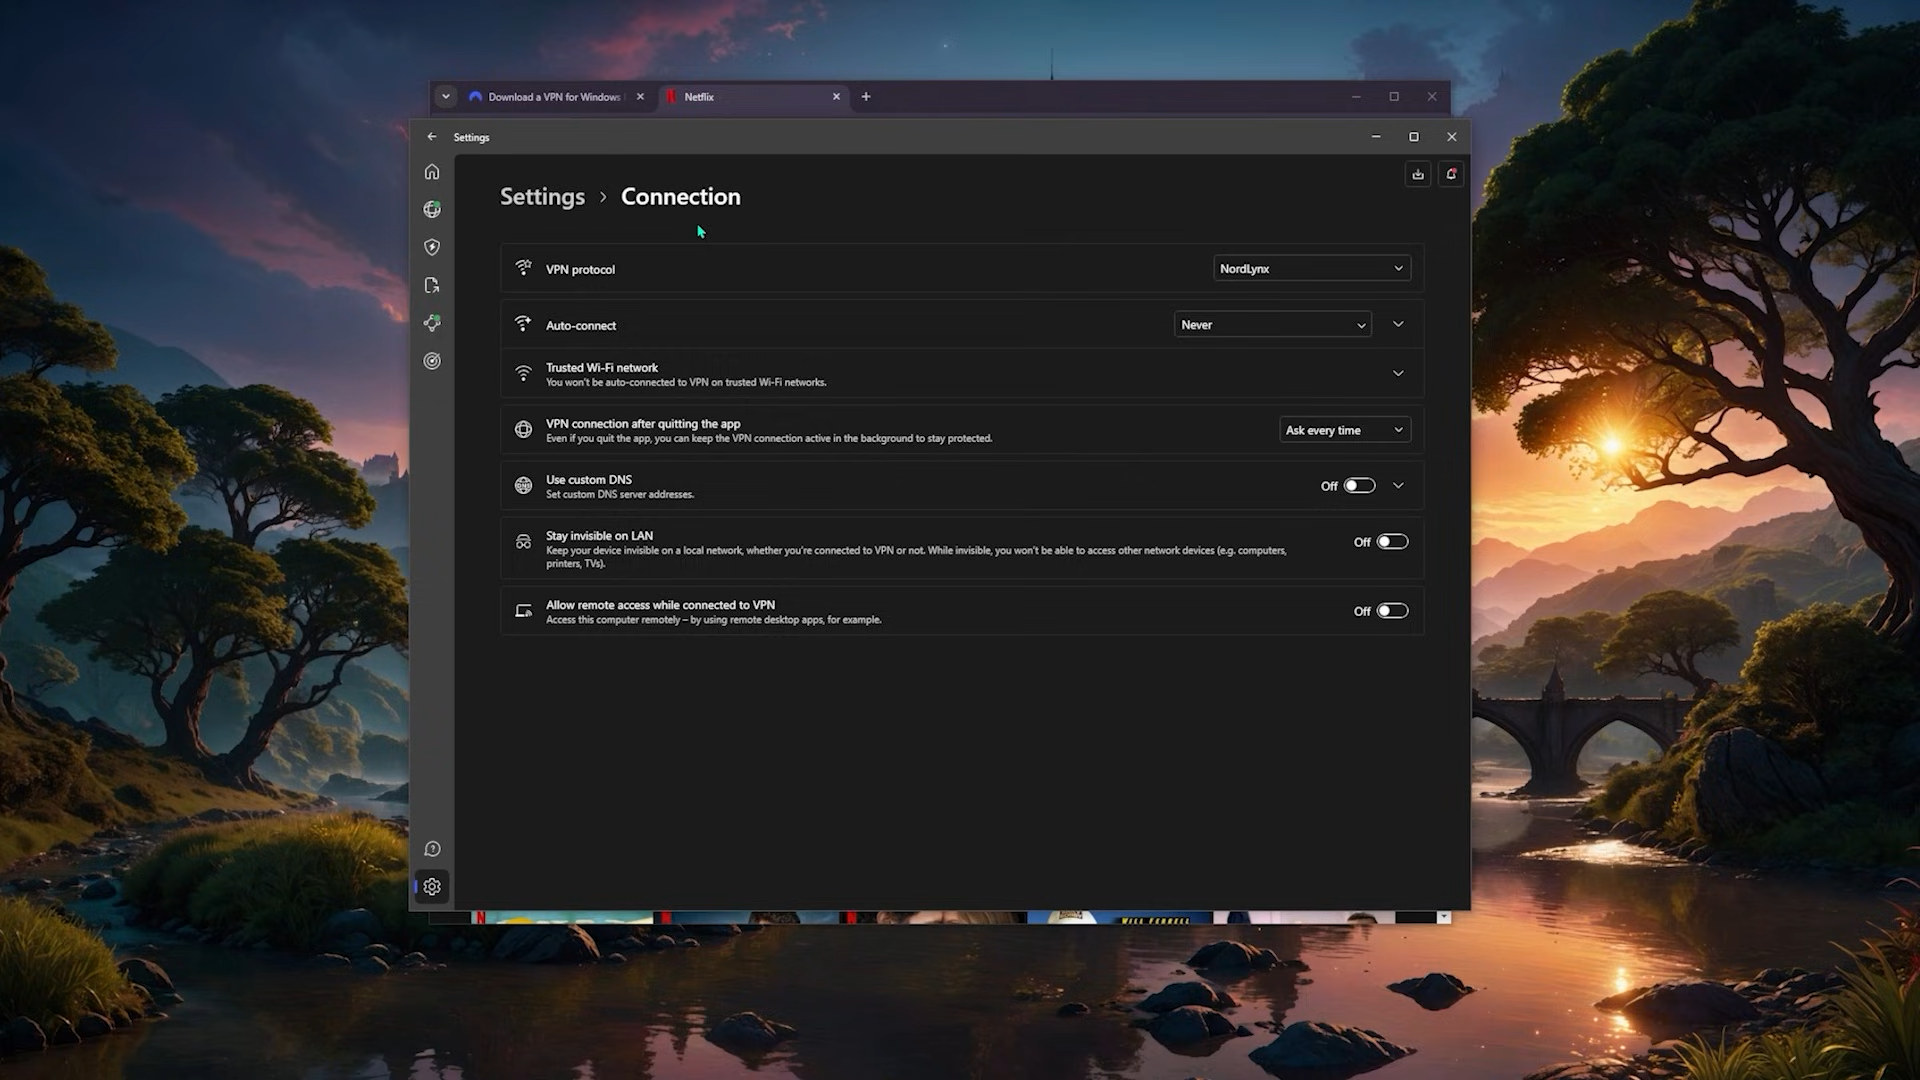 Download a VPN for Windows
Netflix
Settings
Settings > Connection
VPN protocol
NordLynx
Auto-connect
Never
Trusted Wi-Fi network
You won't be auto-connected to VPN on trusted Wi-Fi networks.
VPN connection after quitting the app
Even if you quit the app, you can keep the VPN connection active in the background to stay protected.
Ask every time
Use custom DNS
Set custom DNS server addresses.
Off
Stay invisible on LAN
Keep your device invisible on a local network, whether you're connected to VPN or not. While invisible, you won't be able to access other network devices (e.g. computers,
printers, TVs).
Off
Allow remote access while connected to VPN
Access this computer remotely – by using remote desktop apps, for example.
Off
WILL FERRELL